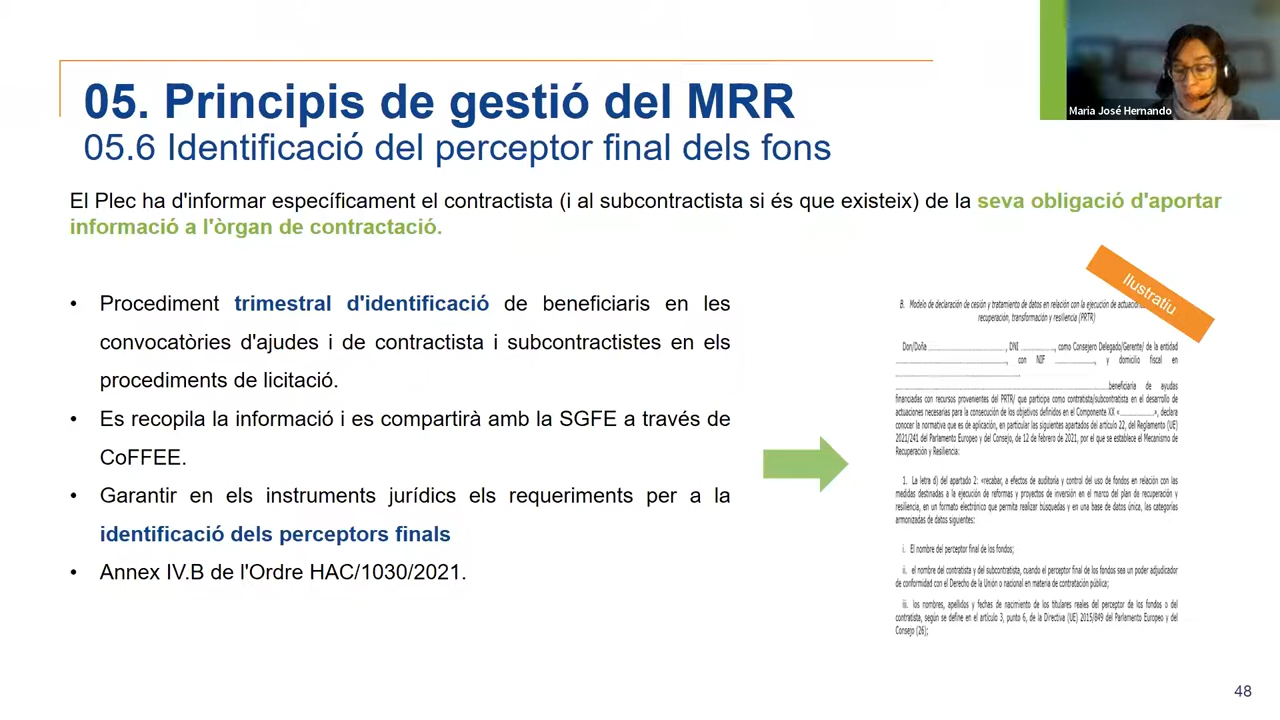 05. Principis de gestió del MRR
05.6 Identificació del perceptor final dels fons
Maria José Hernando
El Plec ha d'informar específicament el contractista (i al subcontractista si és que existeix) de la seva obligació d'aportar
informació a l'òrgan de contractació.
• Procediment trimestral d'identificació de beneficiaris en les
convocatòries d'ajudes i de contractista i subcontractistes en els
procediments de licitació.
• Es recopila la informació i es compartirà amb la SGFE a través de
CoFFEE.
• Garantir en els instruments jurídics els requeriments per a la
identificació dels perceptors finals
• Annex IV.B de l'Ordre HAC/1030/2021.
Ilustratiu
B. Modelo de declaración de cesión y tratamiento de datos en relación con la ejecución de
recuperación, transformación y resiliencia (PRTR)
Don/Doña ............................, DNI ............., como Consejero Delegado/Gerente/ de la entidad
........................................, con NIF ..............., y domicilio fiscal en
.............................................
..............................................................................beneficiaria de ayudas
financiadas con recursos provenientes del PRTR/ que participa como contratista/subcontratista en el desarrollo de
actuaciones necesarias para la consecución de los objetivos definidos en el Componente XX «................», declara
conocer la normativa que es de aplicación, en particular las siguientes apartados del artículo 22, del Reglamento (UE)
2021/241 del Parlamento Europeo y del Consejo, de 12 de febrero de 2021, por el que se establece el Mecanismo de
Recuperación y Resiliencia:
1. La letra d) del apartado 2: «recabar, a efectos de auditoría y control del uso de fondos en relación con las
medidas destinadas a la ejecución de reformas y proyectos de inversión en el marco del plan de recuperación y
resiliencia, en un formato electrónico que permita realizar búsquedas y en una base de datos única, las categorías
armonizadas de datos siguientes:
i. El nombre del perceptor final de los fondos;
ii. el nombre del contratista y del subcontratista, cuando el perceptor final de los fondos sea un poder adjudicador
de conformidad con el Derecho de la Unión o nacional en materia de contratación pública;
iii. los nombres, apellidos y fechas de nacimiento de los titulares reales del perceptor de los fondos o del
contratista, según se define en el artículo 3, punto 6, de la Directiva (UE) 2015/849 del Parlamento Europeo y del
Consejo (26);
48